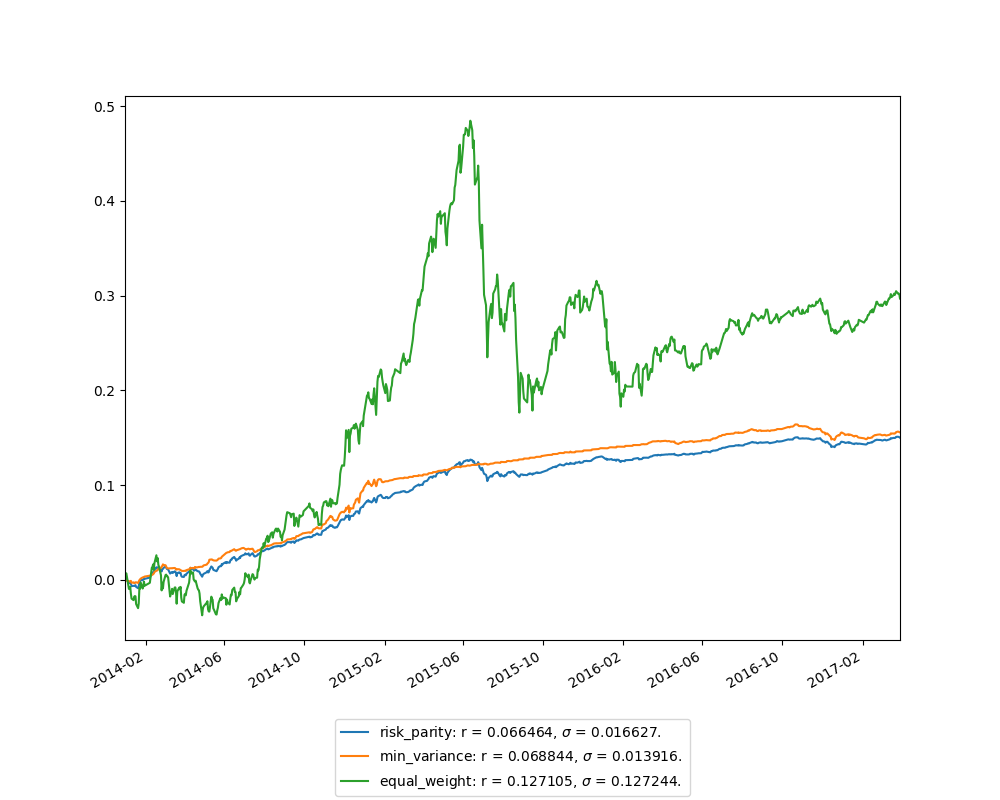 0.5
0.4
0.3
0.2
0.1
0.0
2014-02 2014-06 2014-10 2015-02 2015-06 2015-10 2016-02 2016-06 2016-10 2017-02
risk_parity: r = 0.066464, σ = 0.016627.
min_variance: r = 0.068844, σ = 0.013916.
equal_weight: r = 0.127105, σ = 0.127244.